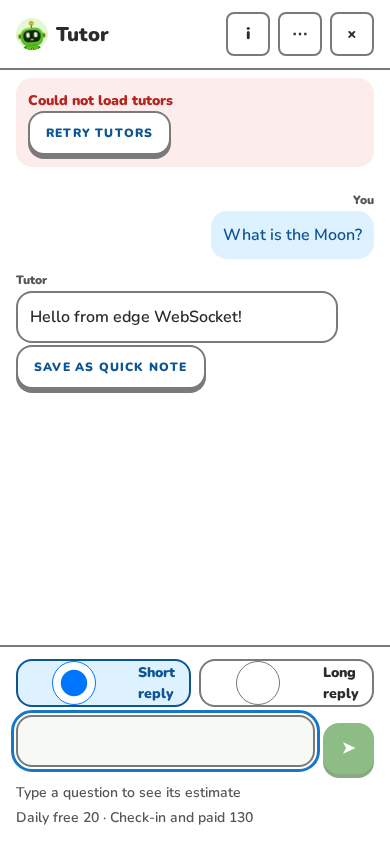 Tutor
i
...
×
Could not load tutors
RETRY TUTORS
You
What is the Moon?
Tutor
Hello from edge WebSocket!
SAVE AS QUICK NOTE
Short
reply
Long
reply
Type a question to see its estimate
Daily free 20 · Check-in and paid 130